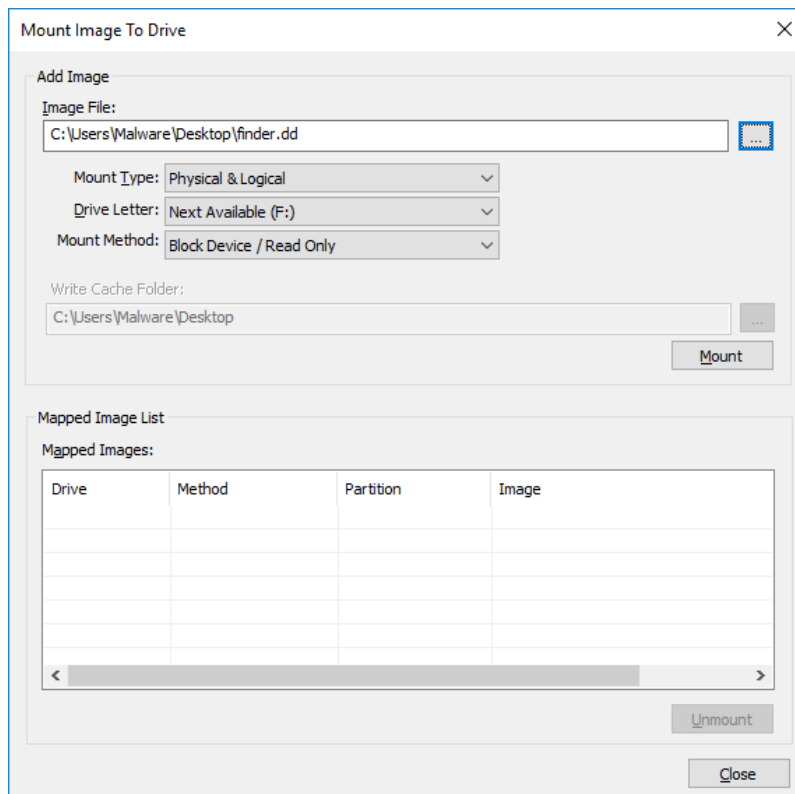 Mount Image To Drive
Add Image
Image File:
C:\Users\Malware\Desktop\finder.dd
...
Mount Type: Physical & Logical
Drive Letter: Next Available (F:)
Mount Method: Block Device / Read Only
Write Cache Folder:
C:\Users\Malware\Desktop
...
Mount
Mapped Image List
Mapped Images:
Drive Method Partition Image
Unmount
Close